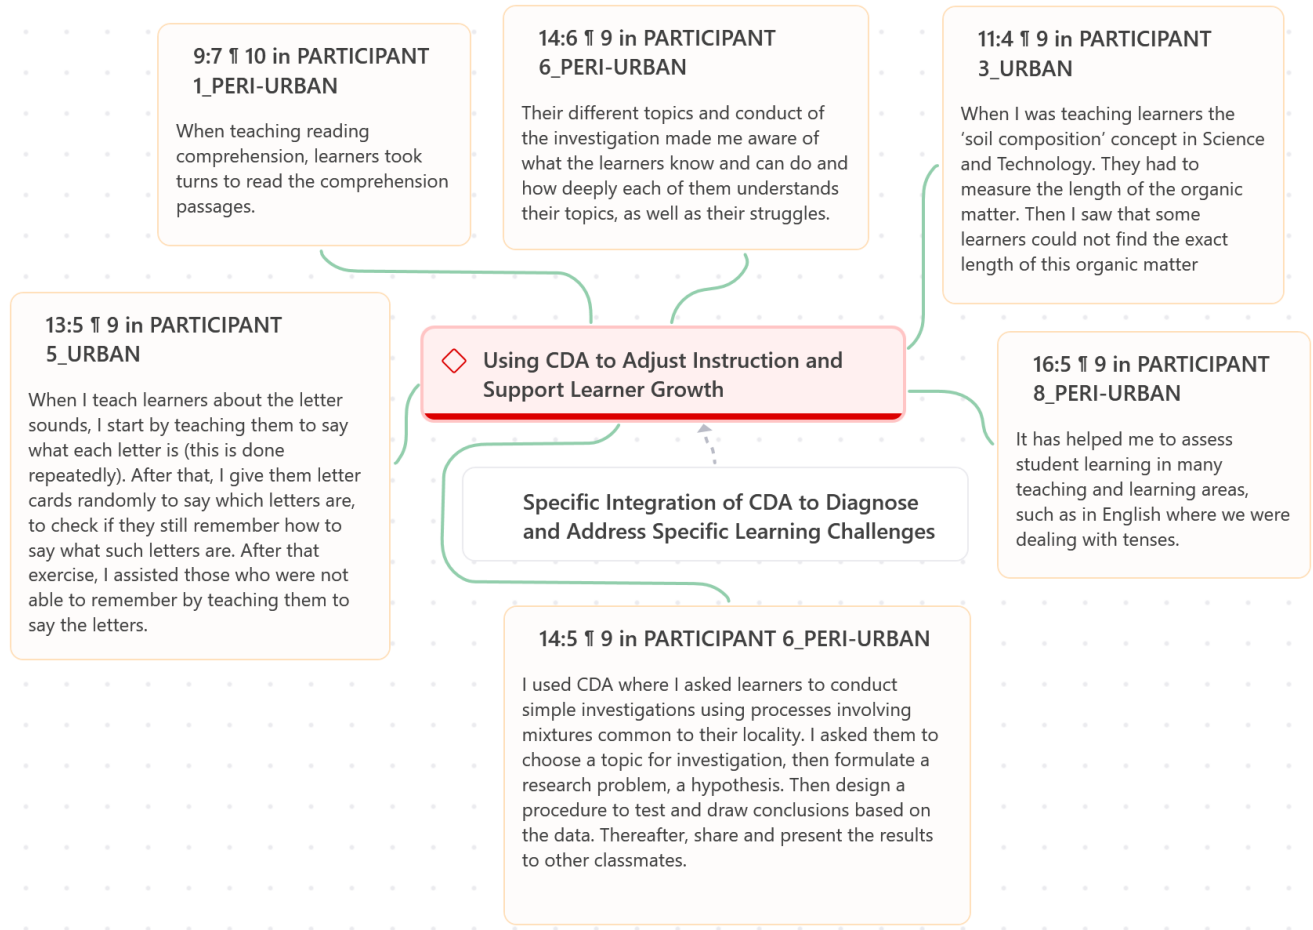 9:7 ¶ 10 in PARTICIPANT
1_PERI-URBAN
When teaching reading
comprehension, learners took
turns to read the comprehension
passages.
14:6 ¶ 9 in PARTICIPANT
6_PERI-URBAN
Their different topics and conduct of
the investigation made me aware of
what the learners know and can do and
how deeply each of them understands
their topics, as well as their struggles.
11:4 ¶ 9 in PARTICIPANT
3_URBAN
When I was teaching learners the
‘soil composition’ concept in Science
and Technology. They had to
measure the length of the organic
matter. Then I saw that some
learners could not find the exact
length of this organic matter
13:5 ¶ 9 in PARTICIPANT
5_URBAN
When I teach learners about the letter
sounds, I start by teaching them to say
what each letter is (this is done
repeatedly). After that, I give them letter
cards randomly to say which letters are,
to check if they still remember how to
say what such letters are. After that
exercise, I assisted those who were not
able to remember by teaching them to
say the letters.
Using CDA to Adjust Instruction and
Support Learner Growth
16:5 ¶ 9 in PARTICIPANT
8_PERI-URBAN
It has helped me to assess
student learning in many
teaching and learning areas,
such as in English where we were
dealing with tenses.
Specific Integration of CDA to Diagnose
and Address Specific Learning Challenges
14:5 ¶ 9 in PARTICIPANT 6_PERI-URBAN
I used CDA where I asked learners to conduct
simple investigations using processes involving
mixtures common to their locality. I asked them to
choose a topic for investigation, then formulate a
research problem, a hypothesis. Then design a
procedure to test and draw conclusions based on
the data. Thereafter, share and present the results
to other classmates.